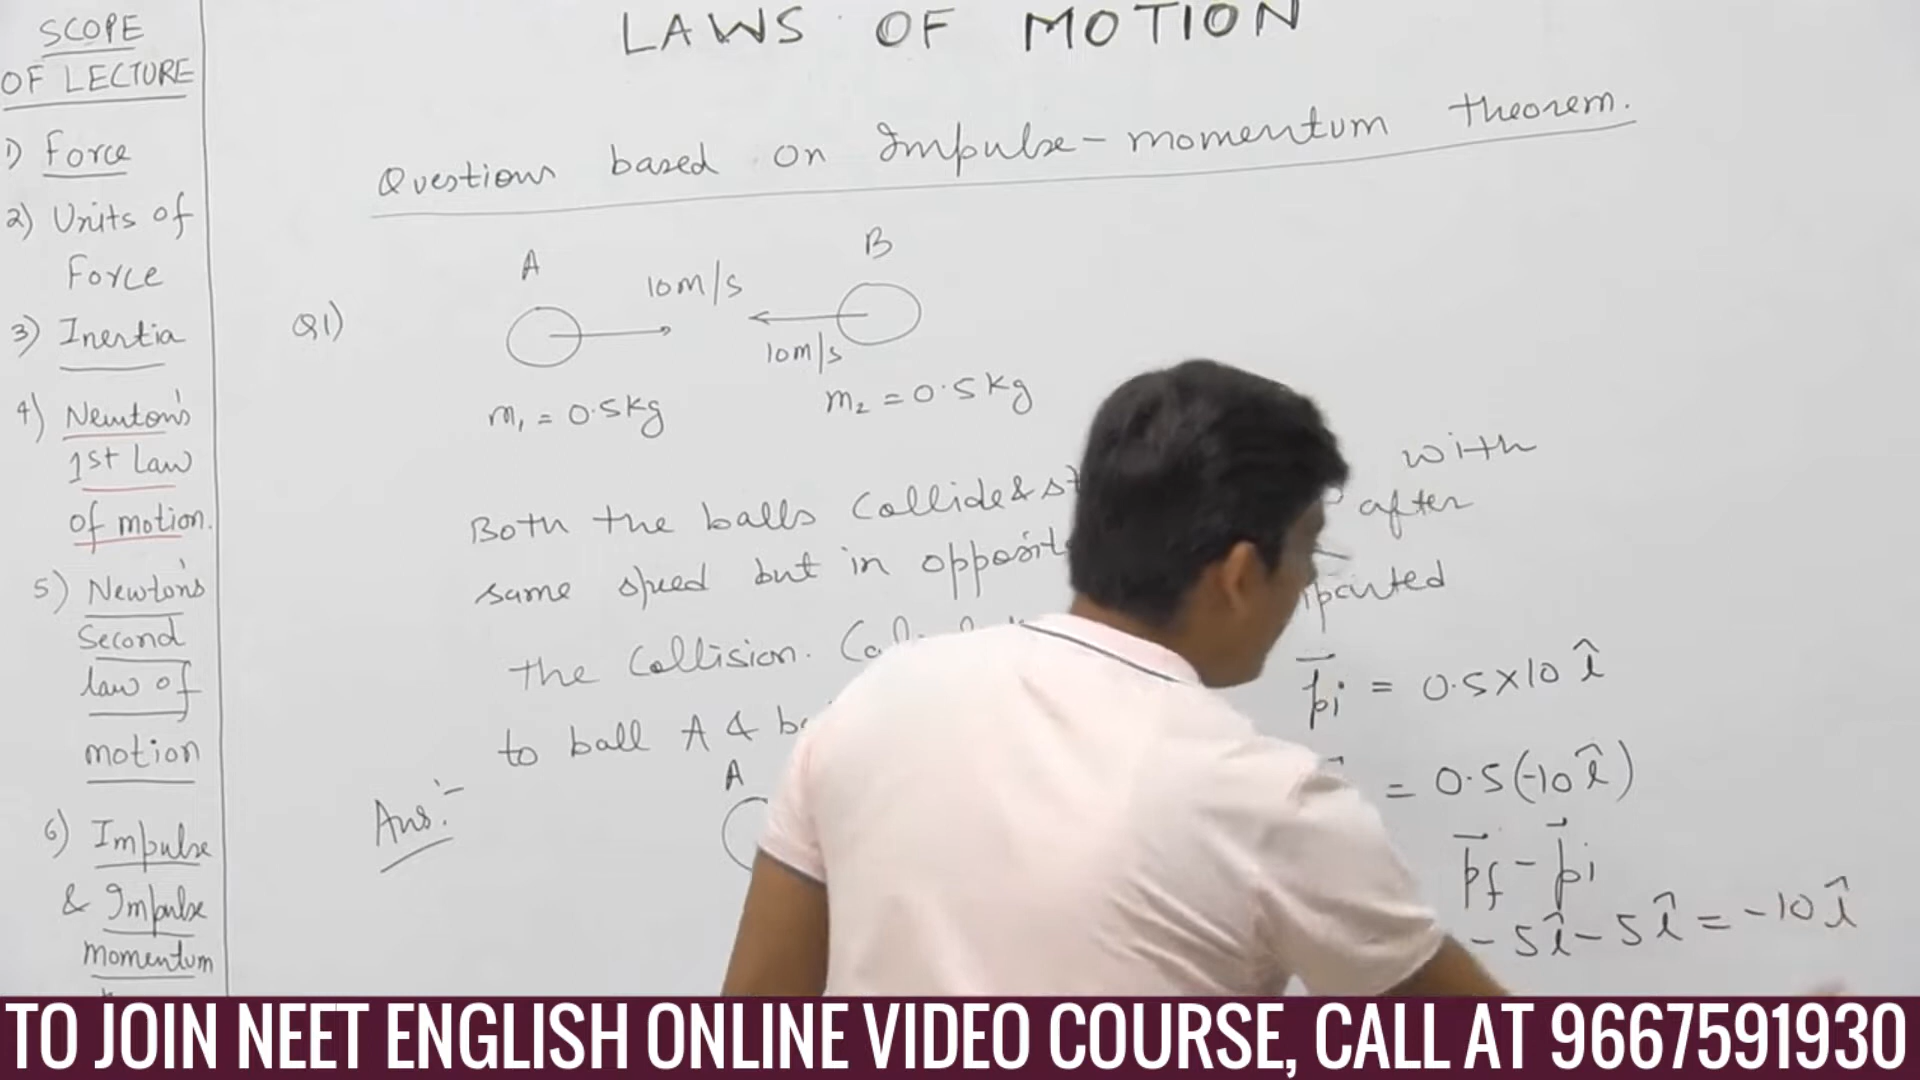 SCOPE
OF LECTURE
1) Force
2) Units of
Force
3) Inertia
4) Newton's
1st Law
of motion.
5) Newton's
Second
law of
motion
6) Impulse
& Impulse
Momentum
LAWS OF MOTION
Questions based on Impulse-momentum theorem.
A
B
10m/s
10m/s
Q1)
m₁ = 0.5kg
m₂ = 0.5kg
Both the balls Collide & with
same speed but in after
the Collision.
to ball A &
Ans:-
A
p⃗i = 0.5×10 î
= 0.5(-10 î)
p⃗f - p⃗i
- 5î - 5î = -10 î
TO JOIN NEET ENGLISH ONLINE VIDEO COURSE, CALL AT 9667591930